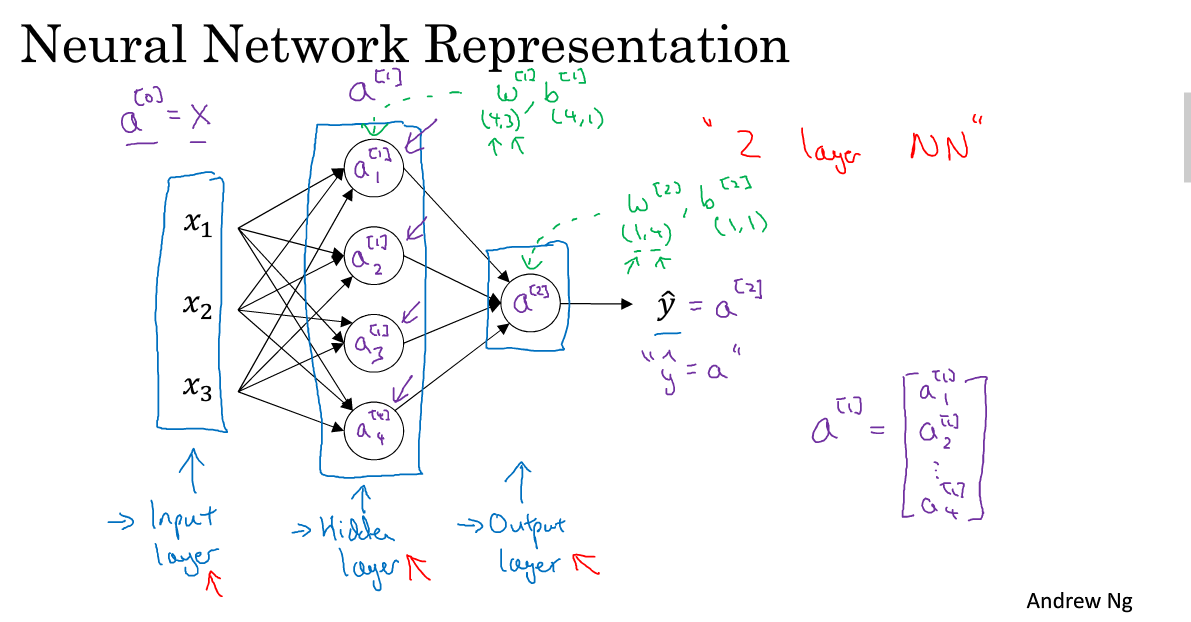 Neural Network Representation
a^[0] = X
a^[1]
w^[1], b^[1]
(4,3) (4,1)
"2 layer NN"
x₁
x₂
x₃
a₁^[1]
a₂^[1]
a₃^[1]
a₄^[4]
w^[2], b^[2]
(1,4) (1,1)
a^[2]
ŷ = a^[2]
"ŷ = a"
a^[1] = [a₁^[1]
a₂^[1]
⋮
a₄^[1]]
→ Input
layer
→ Hidden
layer
→ Output
layer
Andrew Ng